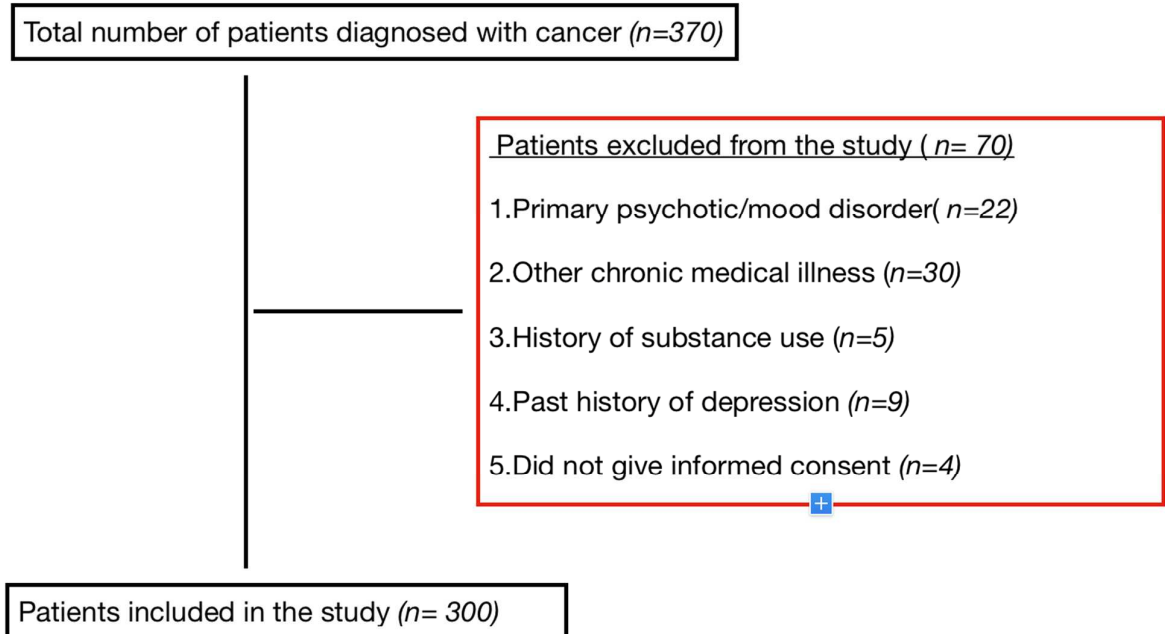 Total number of patients diagnosed with cancer (n=370)
Patients excluded from the study ( n= 70)
1.Primary psychotic/mood disorder( n=22)
2.Other chronic medical illness (n=30)
3.History of substance use (n=5)
4.Past history of depression (n=9)
5.Did not give informed consent (n=4)
Patients included in the study (n= 300)